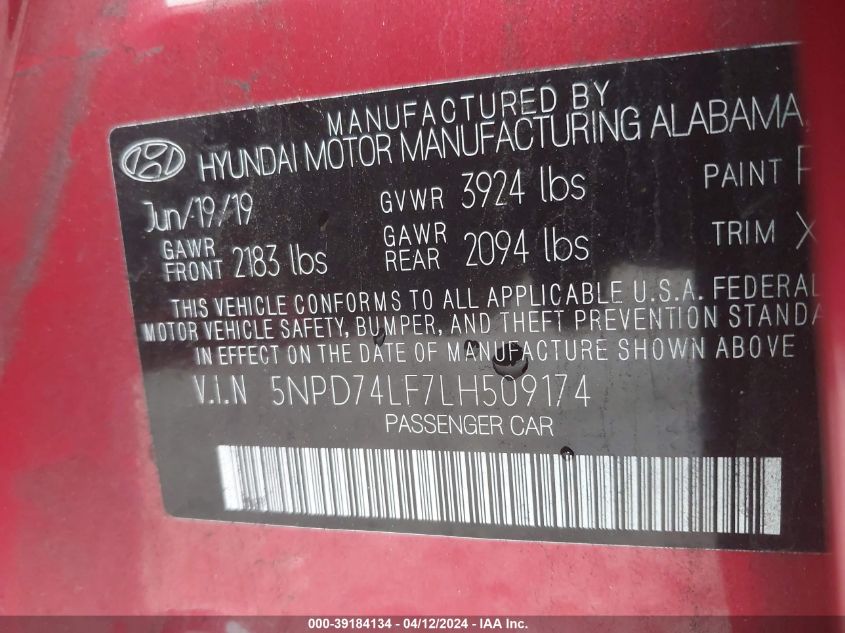 MANUFACTURED BY
HYUNDAI MOTOR MANUFACTURING ALABAMA,
Jun/19/19 GVWR 3924 lbs PAINT
GAWR FRONT 2183 lbs GAWR REAR 2094 lbs TRIM X
THIS VEHICLE CONFORMS TO ALL APPLICABLE U.S.A. FEDERAL
MOTOR VEHICLE SAFETY, BUMPER, AND THEFT PREVENTION STANDA
IN EFFECT ON THE DATE OF MANUFACTURE SHOWN ABOVE
V.I.N 5NPD74LF7LH509174
PASSENGER CAR
000-39184134 - 04/12/2024 - IAA Inc.